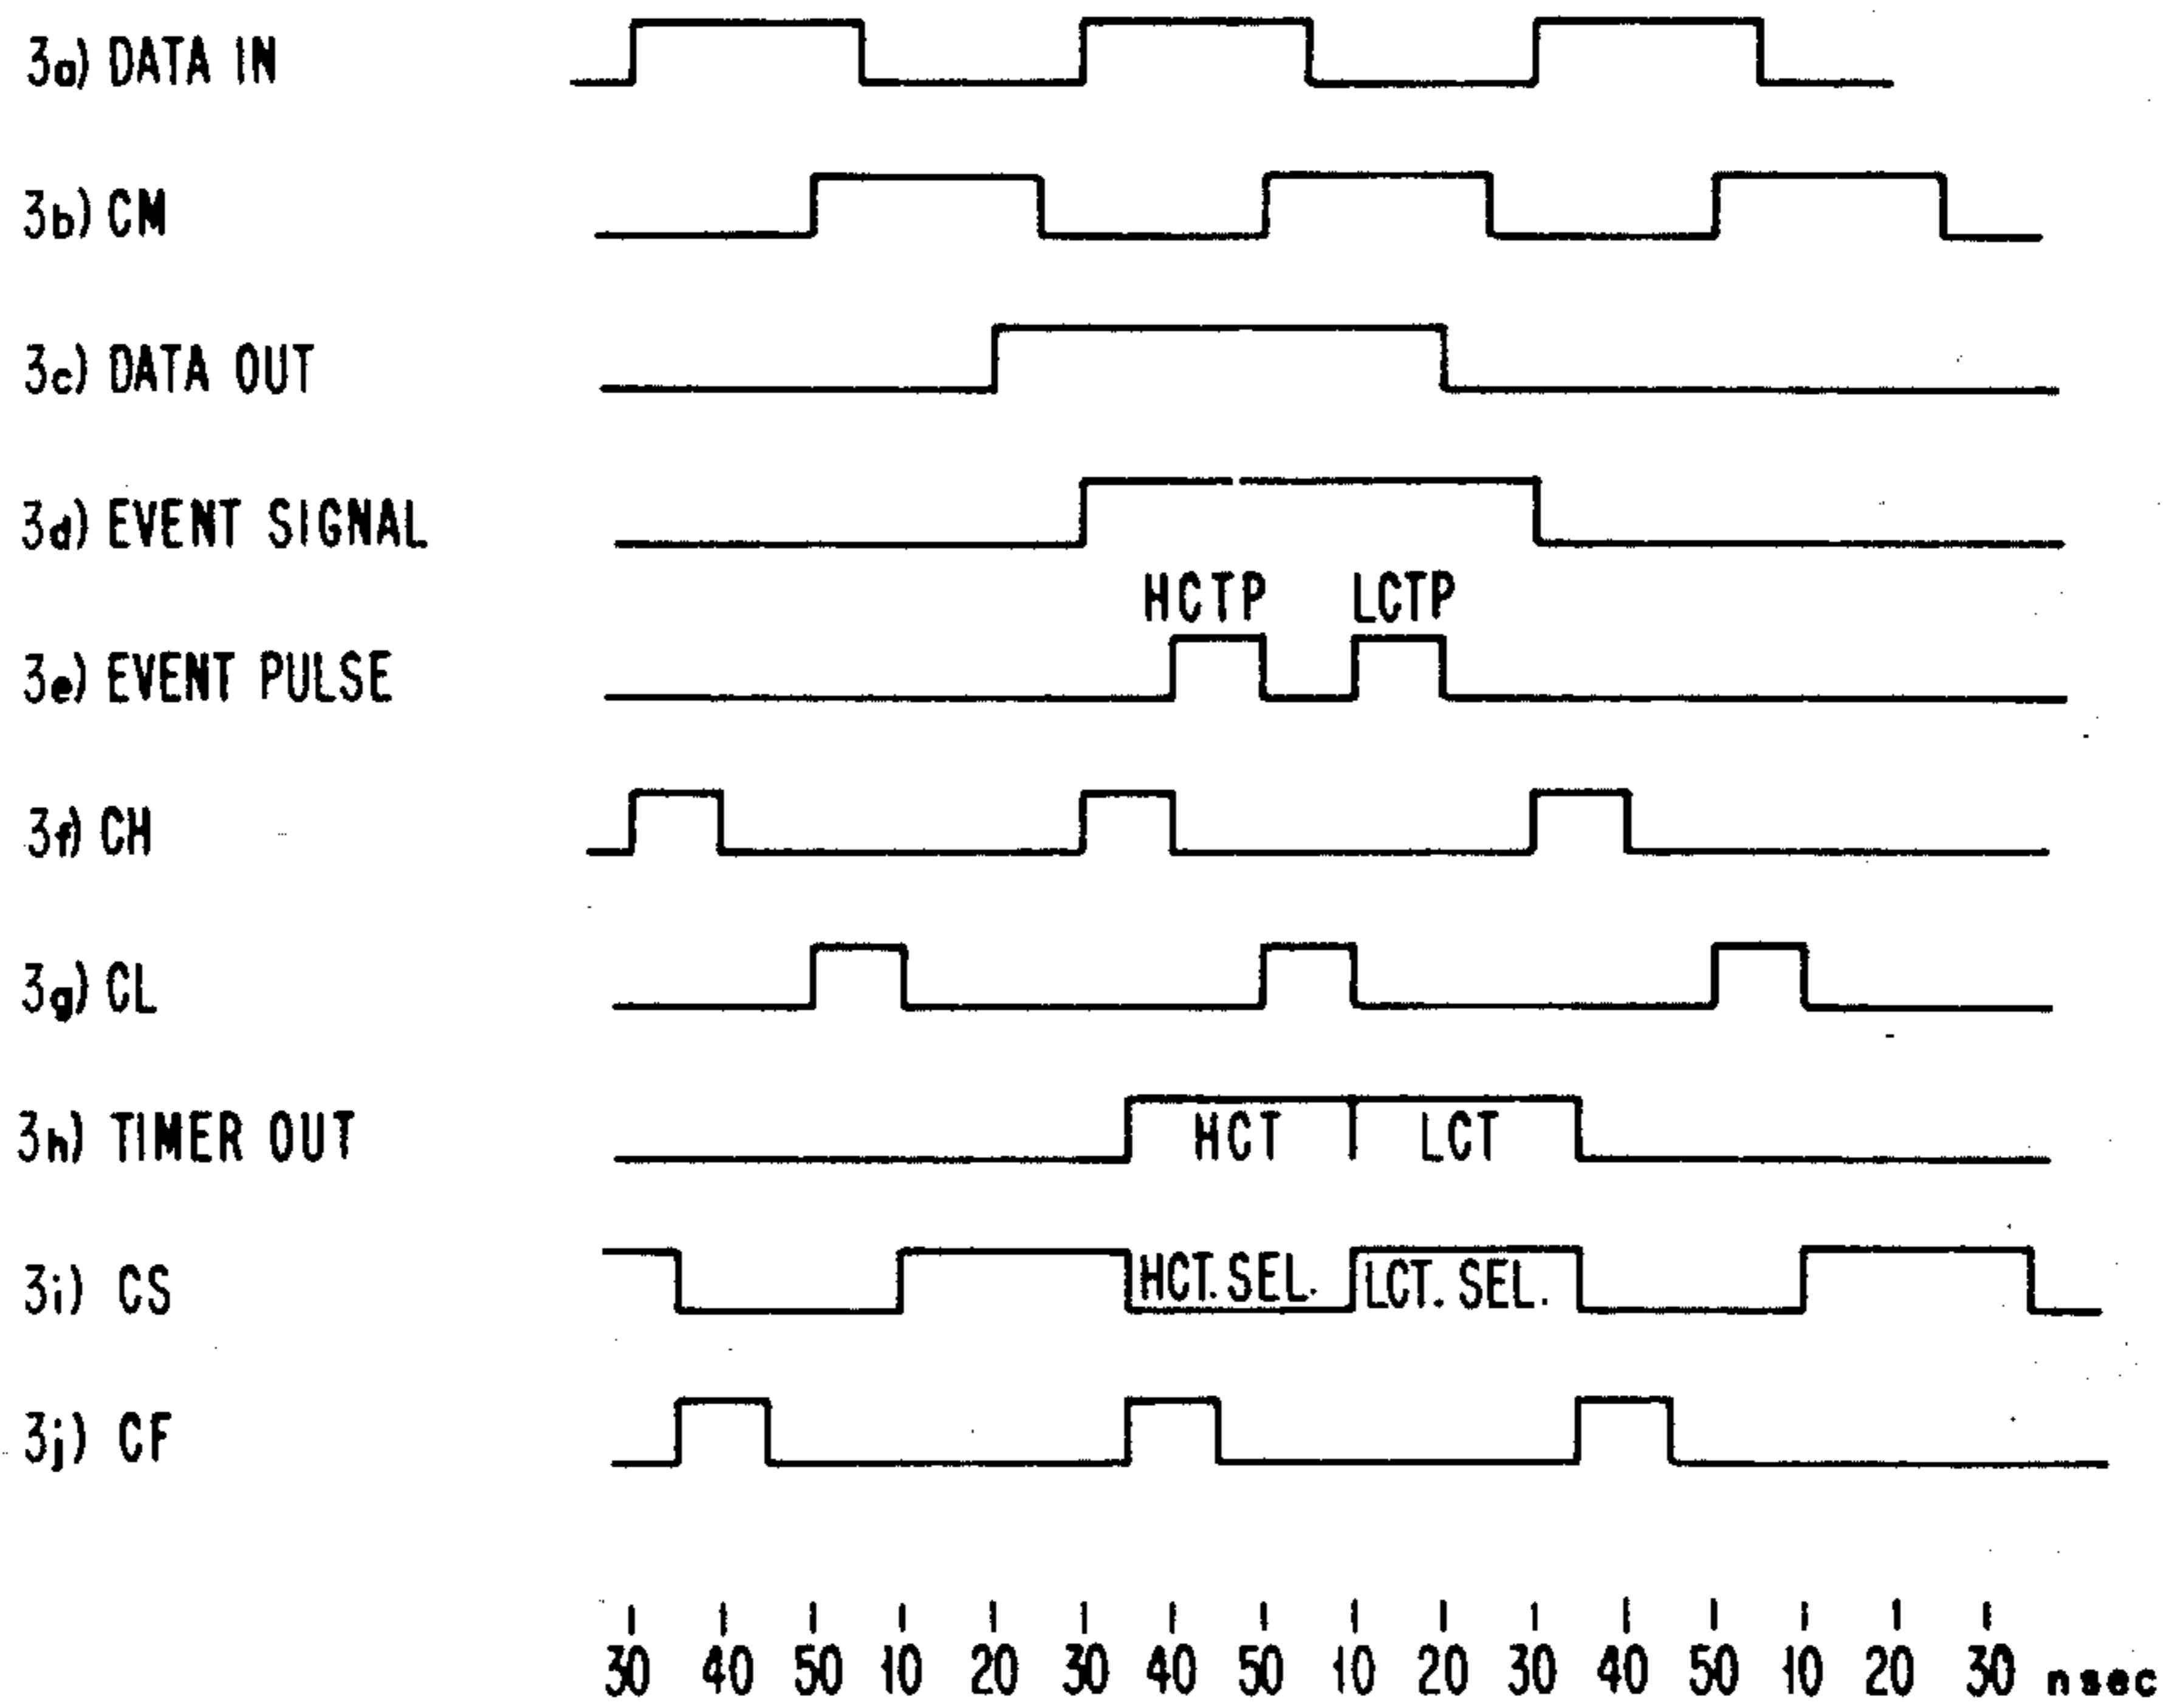 3a) DATA IN
3b) CM
3c) DATA OUT
3d) EVENT SIGNAL
HCTP LCTP
3e) EVENT PULSE
3f) CH
3g) CL
3h) TIMER OUT HCT LCT
3i) CS HCT.SEL. LCT. SEL.
3j) CF
30 40 50 10 20 30 40 50 10 20 30 40 50 10 20 30 nsec